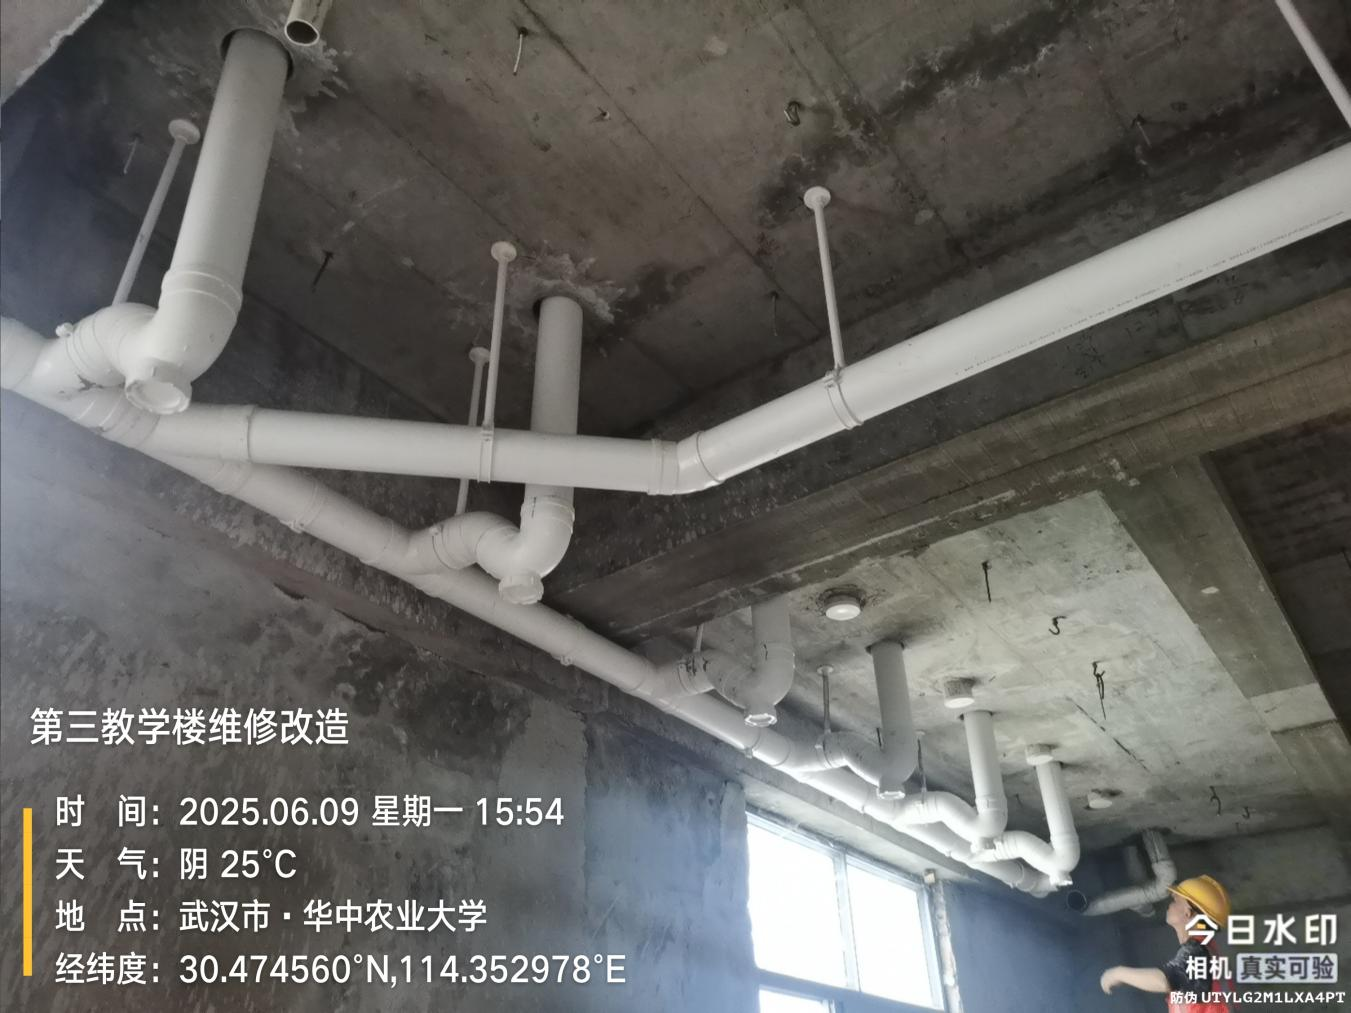 第三教学楼维修改造
时 间：2025.06.09 星期一 15:54
天 气：阴 25°C
地 点：武汉市·华中农业大学
经纬度：30.474560°N,114.352978°E
今日水印
相机 真实可验
防伪 UTYLG2M1LXA4PT